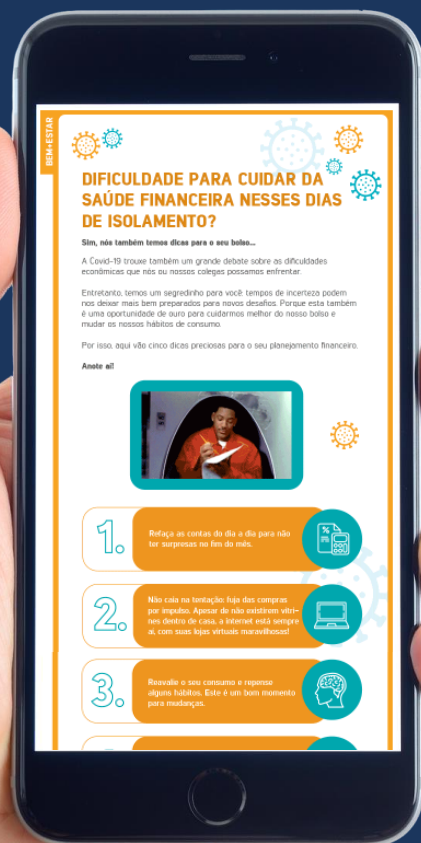 BEM+ESTAR
DIFICULDADE PARA CUIDAR DA
SAÚDE FINANCEIRA NESSES DIAS
DE ISOLAMENTO?
Sim, nós também temos dicas para o seu bolso...
A Covid-19 trouxe também um grande debate sobre as dificuldades
econômicas que nós ou nossos colegas possamos enfrentar.
Entretanto, temos um segredinho para você: tempos de incerteza podem
nos deixar mais bem preparados para novos desafios. Porque esta também
é uma oportunidade de ouro para cuidarmos melhor do nosso bolso e
mudar os nossos hábitos de consumo.
Por isso, aqui vão cinco dicas preciosas para o seu planejamento financeiro.
Anote aí!
1. Refaça as contas do dia a dia para não
ter surpresas no fim do mês.
2. Não caia na tentação: fuja das compras
por impulso. Apesar de não existirem vitri-
nes dentro de casa, a internet está sempre
aí, com suas lojas virtuais maravilhosas!
3. Reavalie o seu consumo e repense
alguns hábitos. Este é um bom momento
para mudanças.